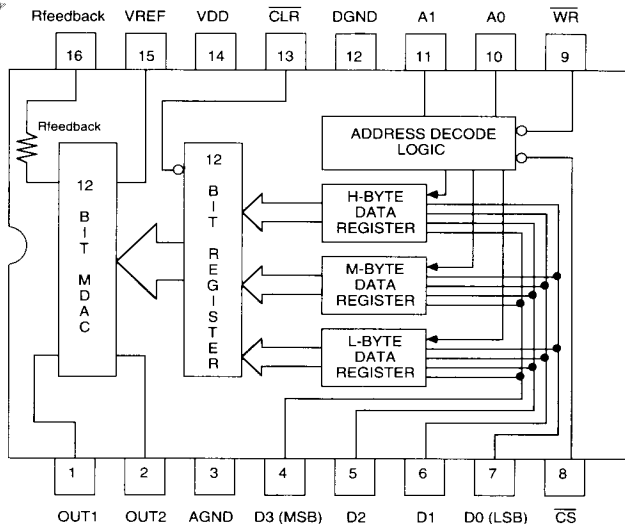 Rfeedback VREF VDD CLR DGND A1 A0 WR
16 15 14 13 12 11 10 9
Rfeedback
ADDRESS DECODE
LOGIC
12
BIT MDAC
12
BIT REGISTER
H-BYTE
DATA
REGISTER
M-BYTE
DATA
REGISTER
L-BYTE
DATA
REGISTER
1 2 3 4 5 6 7 8
OUT1 OUT2 AGND D3 (MSB) D2 D1 D0 (LSB) CS